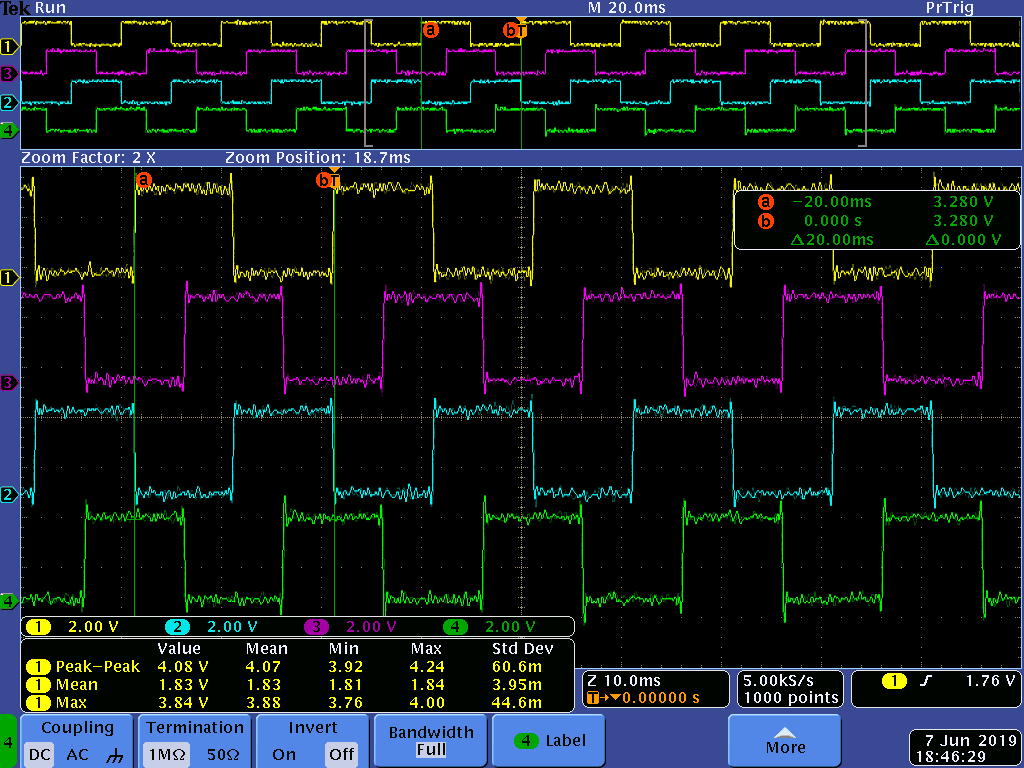 Tek Run M 20.0ms PrTrig
a b T
1
3
2
4
Zoom Factor: 2 X Zoom Position: 18.7ms
a b T
a −20.00ms 3.280 V
b 0.000 s 3.280 V
△20.00ms △0.000 V
1
3
2
4
1 2.00 V 2 2.00 V 3 2.00 V 4 2.00 V
Value Mean Min Max Std Dev
1 Peak−Peak 4.08 V 4.07 3.92 4.24 60.6m
1 Mean 1.83 V 1.83 1.81 1.84 3.95m
1 Max 3.84 V 3.88 3.76 4.00 44.6m
Z 10.0ms
T→▼0.00000 s
5.00kS/s
1000 points
1 1.76 V
4
Coupling
DC AC
Termination
1MΩ 50Ω
Invert
On Off
Bandwidth
Full
4 Label
More
7 Jun 2019
18:46:29